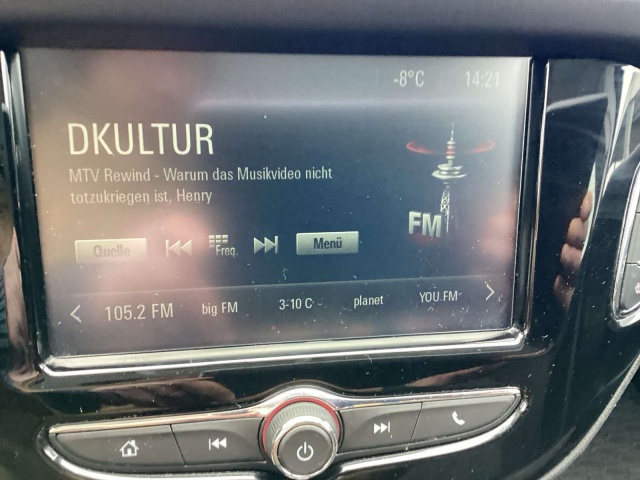 -8°C 14:21
DKULTUR
MTV Rewind - Warum das Musikvideo nicht
totzukriegen ist, Henry
FM
Quelle Freq. Menü
105.2 FM big FM 3-10 C planet YOU.FM